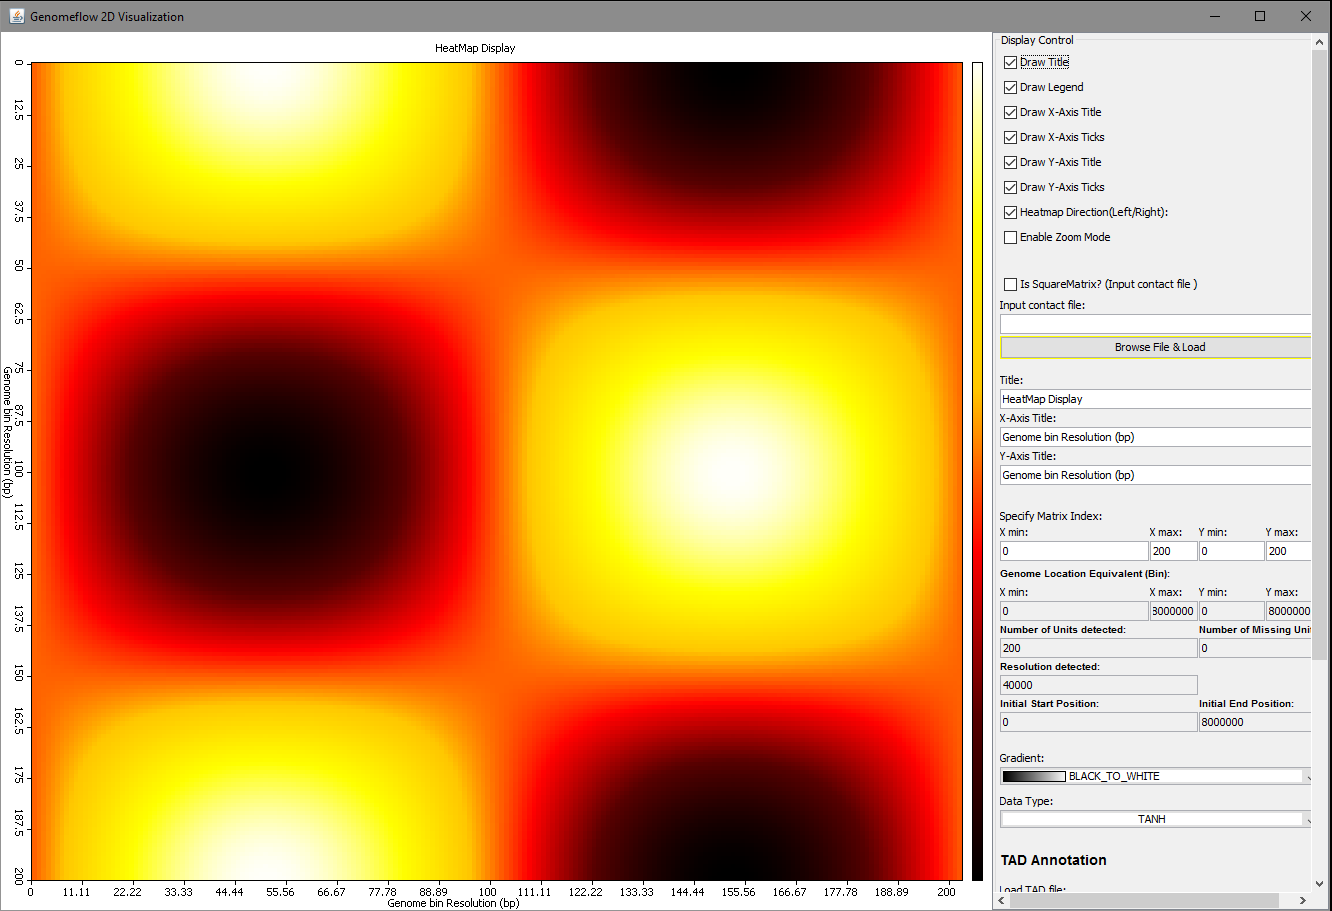 Genomeflow 2D Visualization
HeatMap Display
0
12.5
25
37.5
50
62.5
75
87.5
100
112.5
125
137.5
150
162.5
175
187.5
200
Genome bin Resolution (bp)
0 11.11 22.22 33.33 44.44 55.56 66.67 77.78 88.89 100 111.11 122.22 133.33 144.44 155.56 166.67 177.78 188.89 200
Genome bin Resolution (bp)
Display Control
Draw Title
Draw Legend
Draw X-Axis Title
Draw X-Axis Ticks
Draw Y-Axis Title
Draw Y-Axis Ticks
Heatmap Direction(Left/Right):
Enable Zoom Mode
Is SquareMatrix? (Input contact file )
Input contact file:
Browse File & Load
Title:
HeatMap Display
X-Axis Title:
Genome bin Resolution (bp)
Y-Axis Title:
Genome bin Resolution (bp)
Specify Matrix Index:
X min: X max: Y min: Y max:
0 200 0 200
Genome Location Equivalent (Bin):
X min: X max: Y min: Y max:
0 8000000 0 8000000
Number of Units detected: Number of Missing Uni
200 0
Resolution detected:
40000
Initial Start Position: Initial End Position:
0 8000000
Gradient:
BLACK_TO_WHITE
Data Type:
TANH
TAD Annotation
Load TAD file: